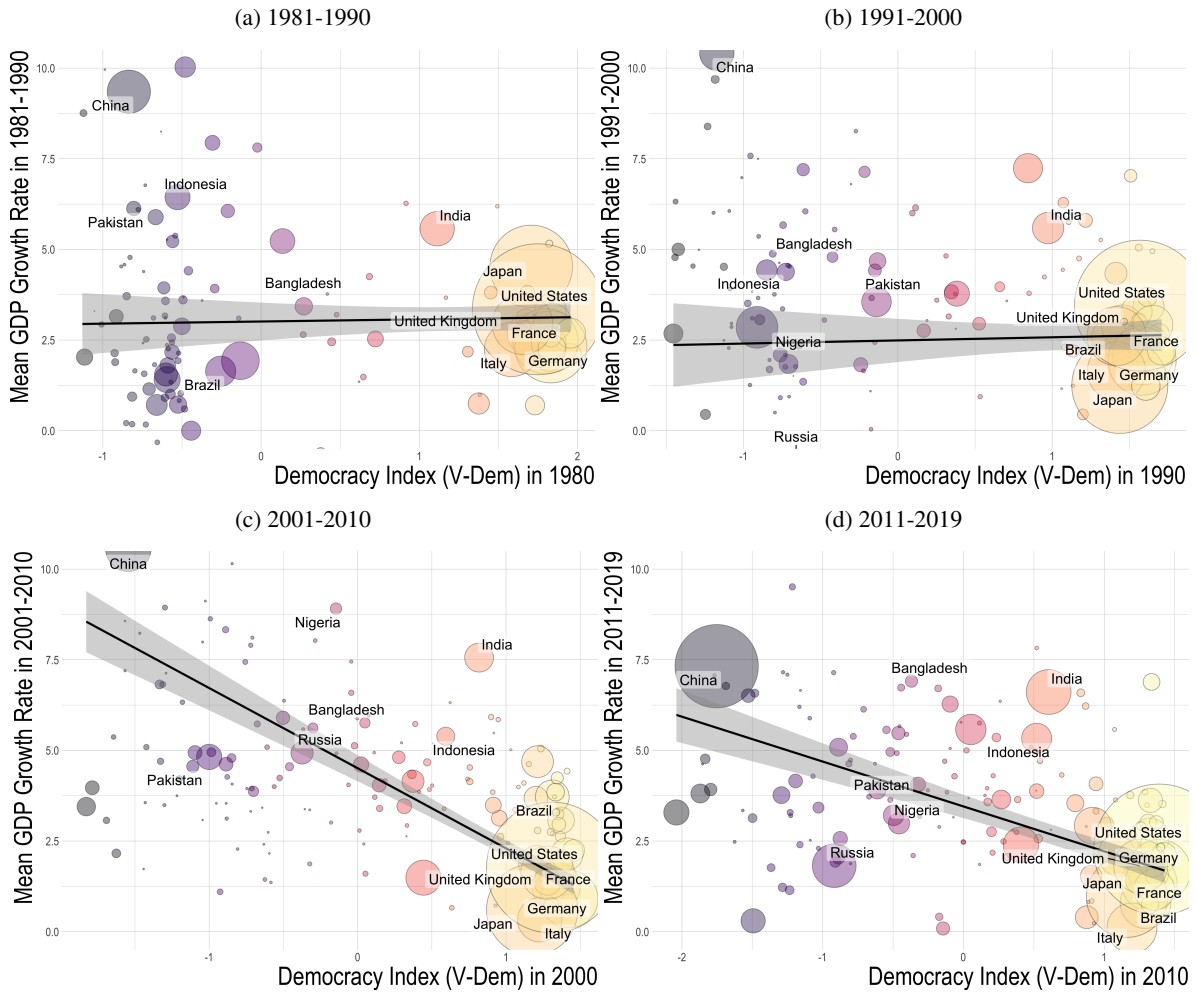 (a) 1981-1990
Mean GDP Growth Rate in 1981-1990
10.0
7.5
5.0
2.5
0.0
China
Indonesia
Pakistan
India
Japan
Bangladesh
United States
United Kingdom
France
Italy
Germany
Brazil
-1
0
1
2
Democracy Index (V-Dem) in 1980
(b) 1991-2000
Mean GDP Growth Rate in 1991-2000
10.0
7.5
5.0
2.5
0.0
China
India
Bangladesh
Indonesia
Pakistan
United States
United Kingdom
Nigeria
Brazil
France
Italy
Germany
Japan
Russia
-1
0
1
Democracy Index (V-Dem) in 1990
(c) 2001-2010
Mean GDP Growth Rate in 2001-2010
10.0
7.5
5.0
2.5
0.0
China
Nigeria
India
Bangladesh
Russia
Indonesia
Pakistan
Brazil
United States
United Kingdom
France
Germany
Japan
Italy
-1
0
1
Democracy Index (V-Dem) in 2000
(d) 2011-2019
Mean GDP Growth Rate in 2011-2019
10.0
7.5
5.0
2.5
0.0
Bangladesh
China
India
Indonesia
Pakistan
Nigeria
United States
Russia
United Kingdom
Germany
Japan
France
Brazil
Italy
-2
-1
0
1
Democracy Index (V-Dem) in 2010